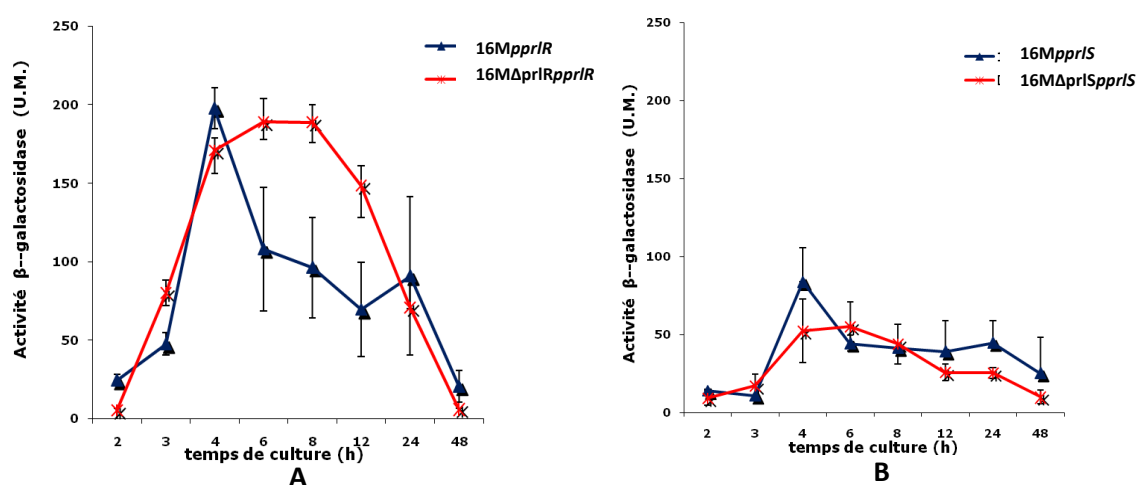 250
200
150
100
50
0
Activité β--galactosidase (U.M.)
16MpprlR
16MΔprlRpprlR
2 3 4 6 8 12 24 48
temps de culture (h)
A
250
200
150
100
50
0
Activité β--galactosidase (U.M.)
16MpprlS
16MΔprlSpprlS
2 3 4 6 8 12 24 48
temps de culture (h)
B